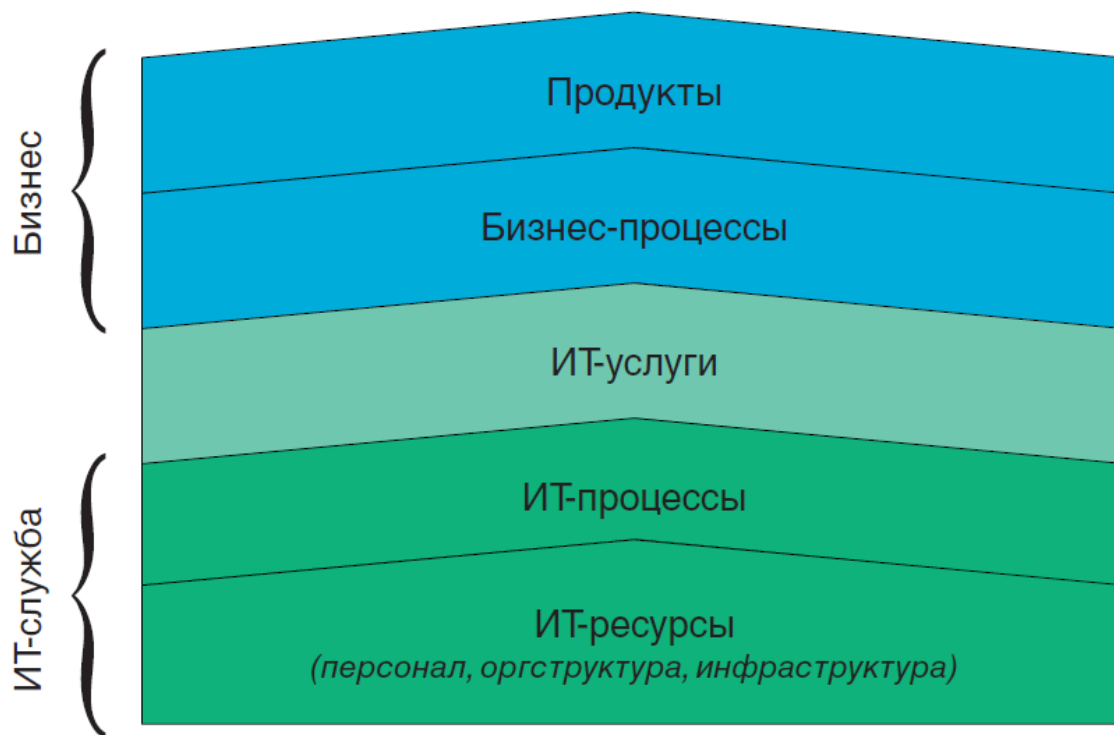 Бизнес
Продукты
Бизнес-процессы
ИТ-услуги
ИТ-служба
ИТ-процессы
ИТ-ресурсы
(персонал, оргструктура, инфраструктура)